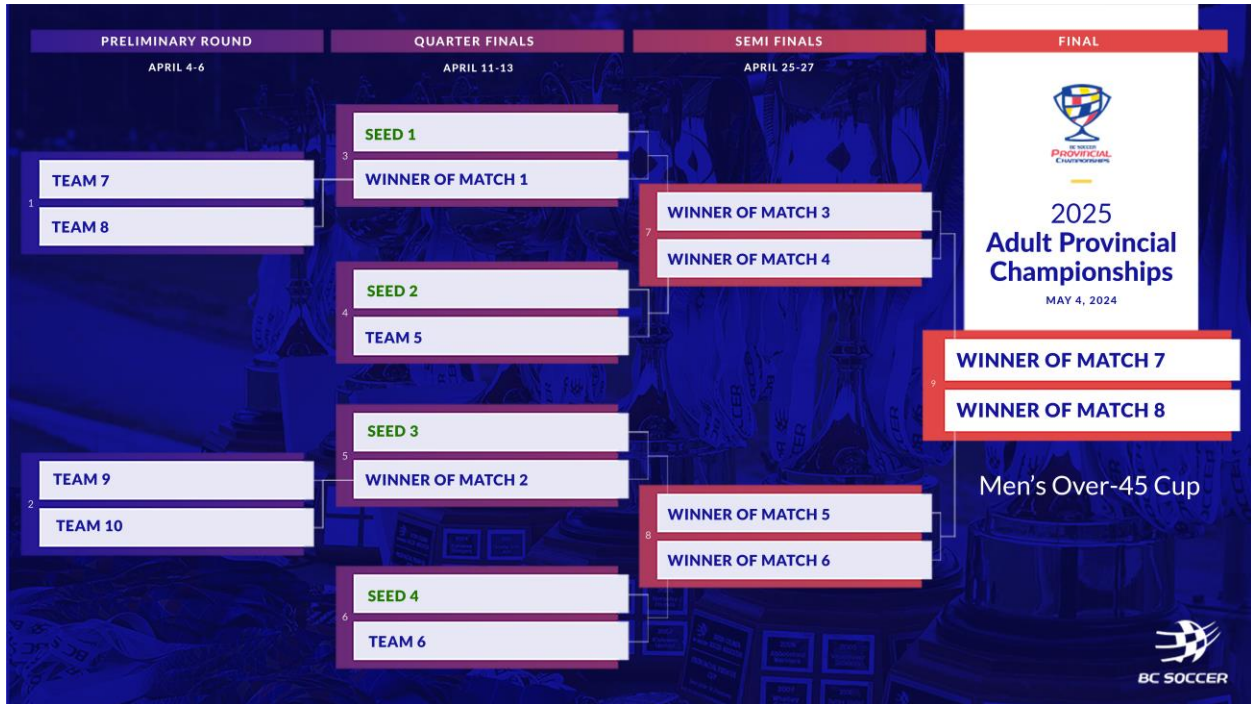 PRELIMINARY ROUND
APRIL 4-6
QUARTER FINALS
APRIL 11-13
SEMI FINALS
APRIL 25-27
FINAL
1
TEAM 7
TEAM 8
2
TEAM 9
TEAM 10
3
SEED 1
WINNER OF MATCH 1
4
SEED 2
TEAM 5
5
SEED 3
WINNER OF MATCH 2
6
SEED 4
TEAM 6
7
WINNER OF MATCH 3
WINNER OF MATCH 4
8
WINNER OF MATCH 5
WINNER OF MATCH 6
BC SOCCER
PROVINCIAL
CHAMPIONSHIPS
2025
Adult Provincial
Championships
MAY 4, 2024
9
WINNER OF MATCH 7
WINNER OF MATCH 8
Men's Over-45 Cup
BC SOCCER